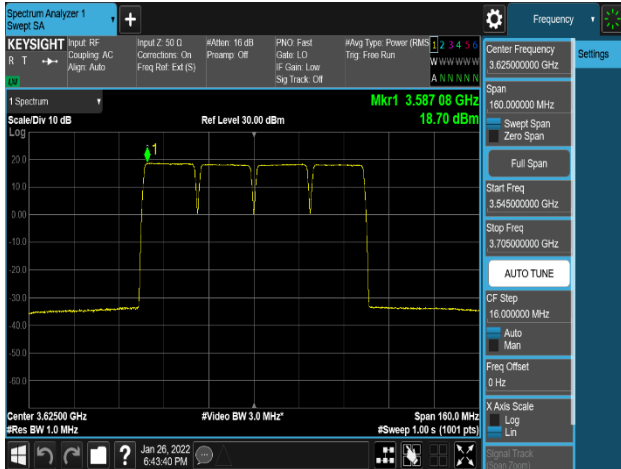 Spectrum Analyzer 1
Swept SA
+
Frequency
KEYSIGHT
R T
LV
Input: RF
Coupling: AC
Align: Auto
Input Z: 50 Ω
Corrections: On
Freq Ref: Ext (S)
#Atten: 16 dB
Preamp: Off
PNO: Fast
Gate: LO
IF Gain: Low
Sig Track: Off
#Avg Type: Power (RMS
Trig: Free Run
1 2 3 4 5 6
W W W W W W
A N N N N N
1 Spectrum
Scale/Div 10 dB
Log
Ref Level 30.00 dBm
Mkr1 3.587 08 GHz
18.70 dBm
1
20.0
10.0
0.00
-10.0
-20.0
-30.0
-40.0
-50.0
-60.0
Center 3.62500 GHz
#Res BW 1.0 MHz
#Video BW 3.0 MHz*
Span 160.0 MHz
#Sweep 1.00 s (1001 pts)
Center Frequency
3.625000000 GHz
Settings
Span
160.000000 MHz
Swept Span
Zero Span
Full Span
Start Freq
3.545000000 GHz
Stop Freq
3.705000000 GHz
AUTO TUNE
CF Step
16.000000 MHz
Auto
Man
Freq Offset
0 Hz
X Axis Scale
Log
Lin
Signal Track
(Span Zoom)
?
Jan 26, 2022
6:43:40 PM